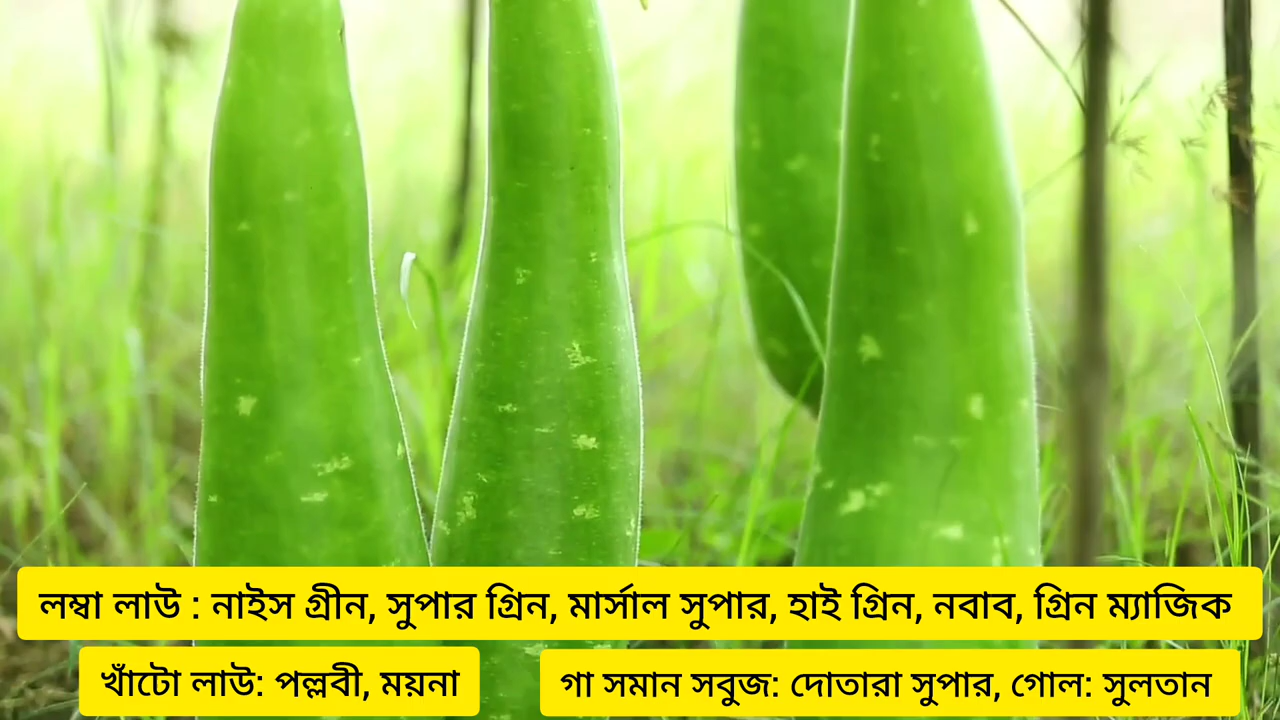 লম্বা লাউ : নাইস গ্রীন, সুপার গ্রিন, মার্সাল সুপার, হাই গ্রিন, নবাব, গ্রিন ম্যাজিক
খাঁটো লাউ: পল্লবী, ময়না
গা সমান সবুজ: দোতারা সুপার, গোল: সুলতান